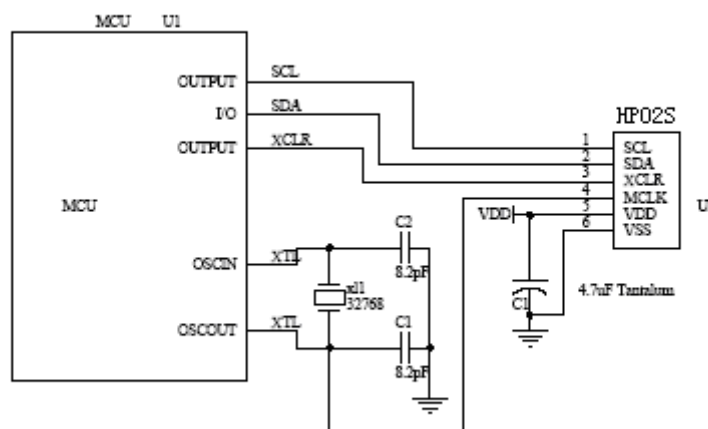 MCU U1
OUTPUT SCL
I/O SDA
OUTPUT XCLR
MCU
OSCIN XTL
OSCOUT XTL
xl1
32768
C2
8.2pF
C1
8.2pF
HP02S
1 SCL
2 SDA
3 XCLR
4 MCLK
VDD 5 VDD
6 VSS
U
C1
4.7uF Tantalum